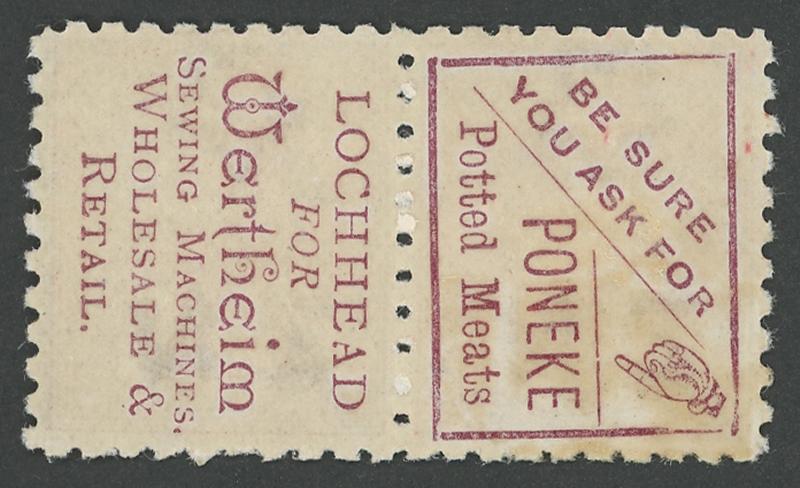 BE SURE
YOU ASK FOR
PONEKE
Potted Meats
LOCHHEAD
FOR
Wertheim
SEWING MACHINES,
WHOLESALE &
RETAIL.